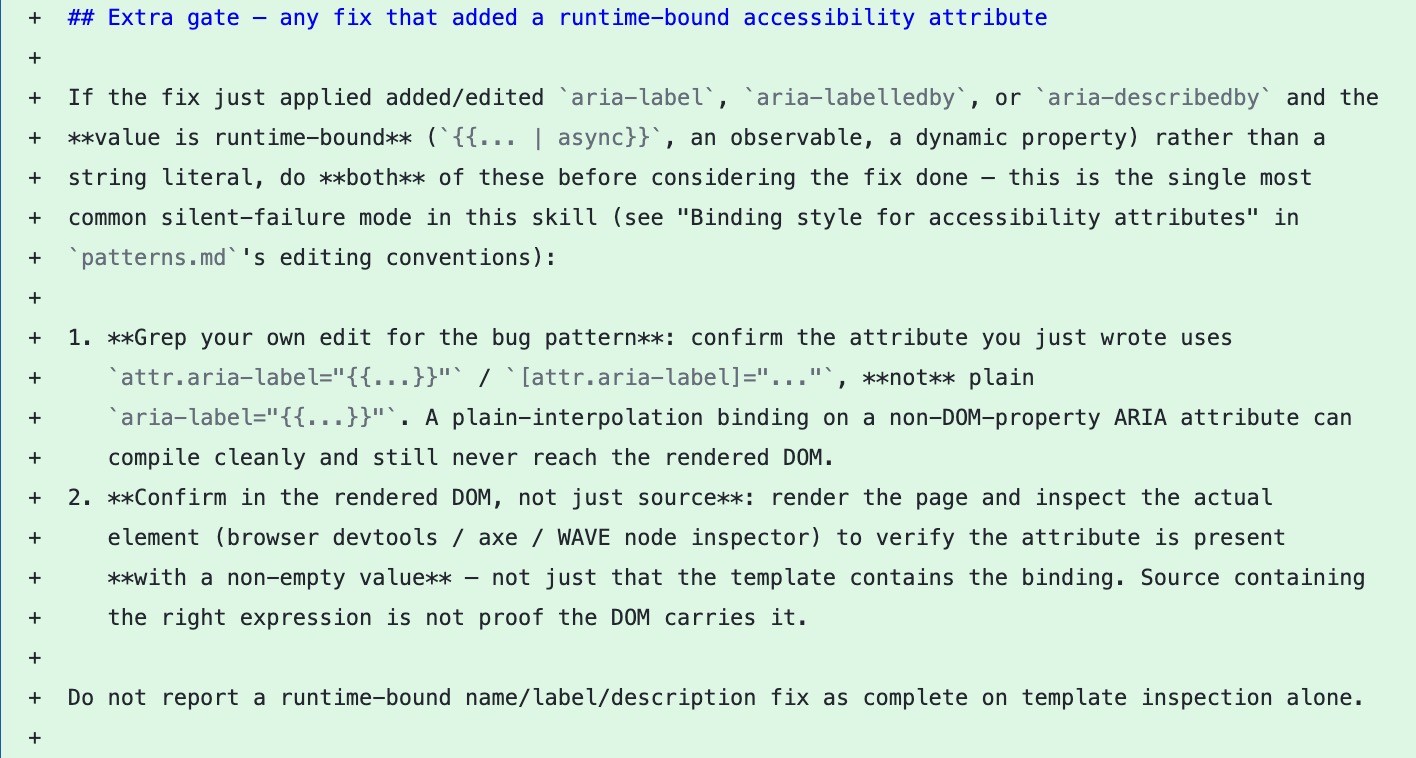 + ## Extra gate — any fix that added a runtime-bound accessibility attribute
+
+ If the fix just applied added/edited `aria-label`, `aria-labelledby`, or `aria-describedby` and the
+ **value is runtime-bound** (`{{... | async}}`, an observable, a dynamic property) rather than a
+ string literal, do **both** of these before considering the fix done — this is the single most
+ common silent-failure mode in this skill (see "Binding style for accessibility attributes" in
+ `patterns.md`'s editing conventions):
+
+ 1. **Grep your own edit for the bug pattern**: confirm the attribute you just wrote uses
+ `attr.aria-label="{{...}}"` / `[attr.aria-label]="..."`, **not** plain
+ `aria-label="{{...}}"`. A plain-interpolation binding on a non-DOM-property ARIA attribute can
+ compile cleanly and still never reach the rendered DOM.
+ 2. **Confirm in the rendered DOM, not just source**: render the page and inspect the actual
+ element (browser devtools / axe / WAVE node inspector) to verify the attribute is present
+ **with a non-empty value** — not just that the template contains the binding. Source containing
+ the right expression is not proof the DOM carries it.
+
+ Do not report a runtime-bound name/label/description fix as complete on template inspection alone.
+